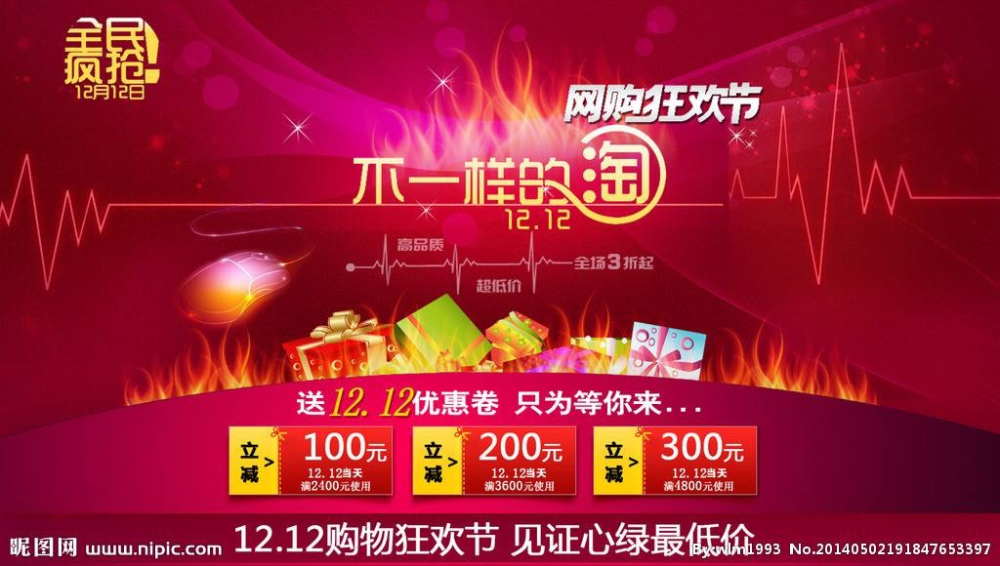 全民
疯抢!
12月12日
网购狂欢节
不一样的淘
12.12
高品质
全场3折起
超低价
送12.12优惠卷 只为等你来...
立减 > 100元
12.12当天
满2400元使用
立减 > 200元
12.12当天
满3600元使用
立减 > 300元
12.12当天
满4800元使用
12.12购物狂欢节 见证心绿最低价
昵图网 www.nipic.com
By:wlm1993 No.20140502191847653397